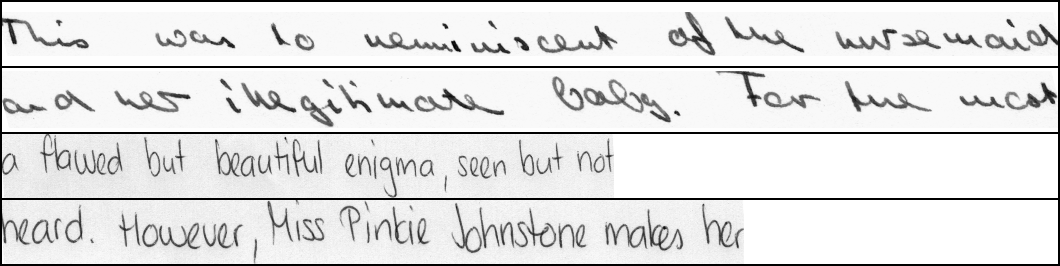 This was so reminiscent of the nursemaid
and her illegitimate baby. For the most
a flawed but beautiful enigma, seen but not
heard. However, Miss Pinkie Johnstone makes her